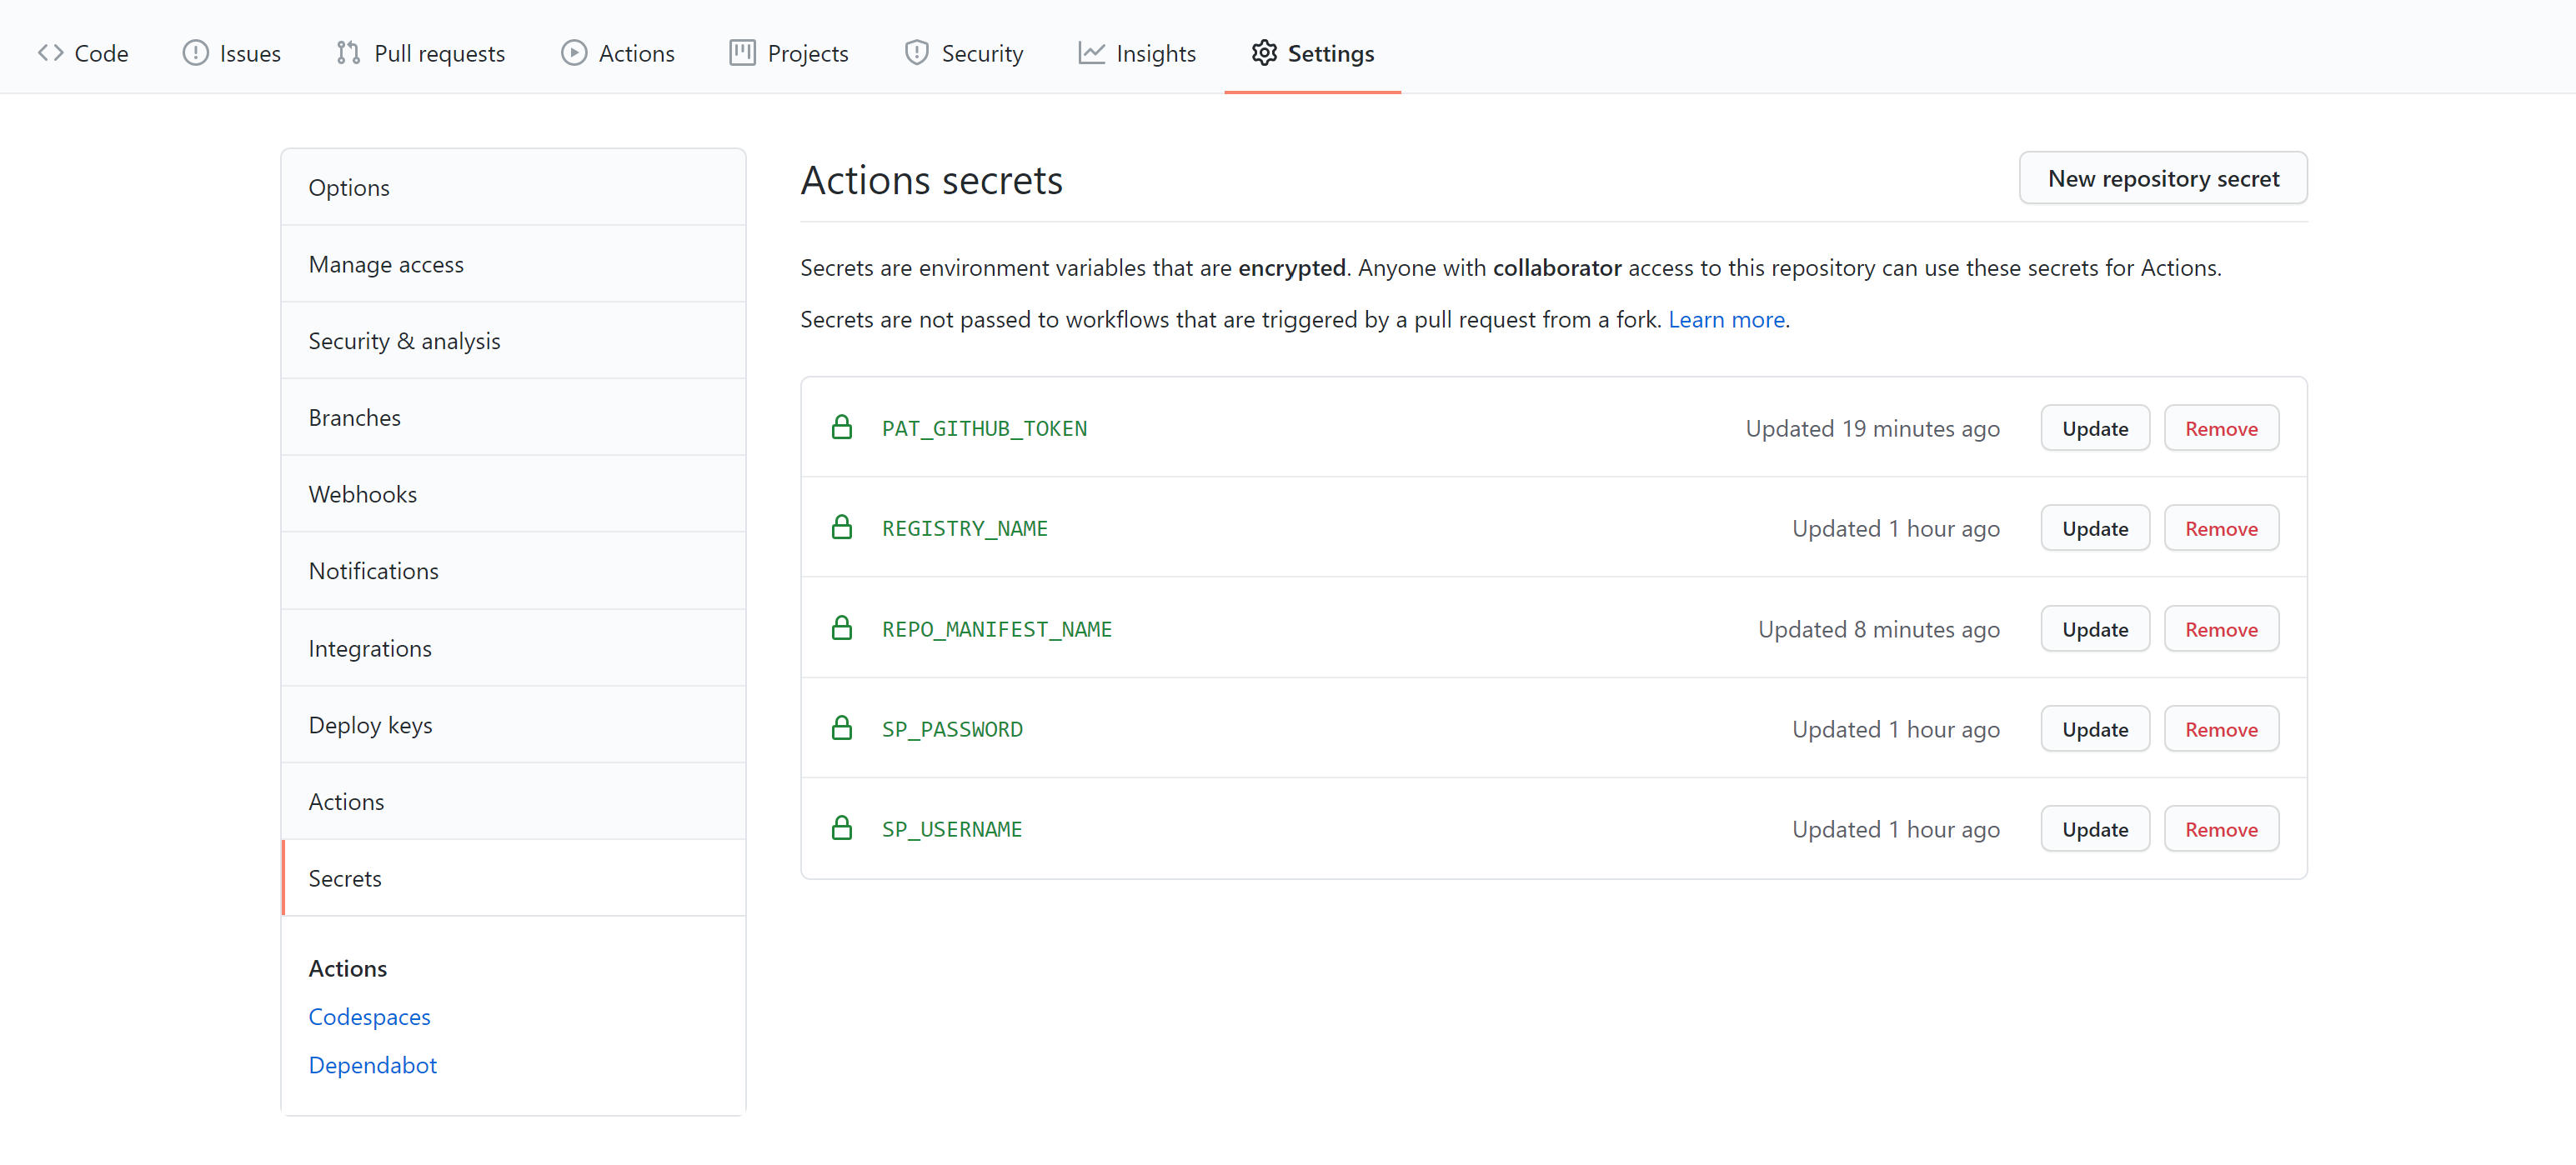 Code Issues Pull requests Actions Projects Security Insights Settings
Options
Manage access
Security & analysis
Branches
Webhooks
Notifications
Integrations
Deploy keys
Actions
Secrets
Actions
Codespaces
Dependabot
Actions secrets
New repository secret
Secrets are environment variables that are encrypted. Anyone with collaborator access to this repository can use these secrets for Actions.
Secrets are not passed to workflows that are triggered by a pull request from a fork. Learn more.
PAT_GITHUB_TOKEN Updated 19 minutes ago Update Remove
REGISTRY_NAME Updated 1 hour ago Update Remove
REPO_MANIFEST_NAME Updated 8 minutes ago Update Remove
SP_PASSWORD Updated 1 hour ago Update Remove
SP_USERNAME Updated 1 hour ago Update Remove